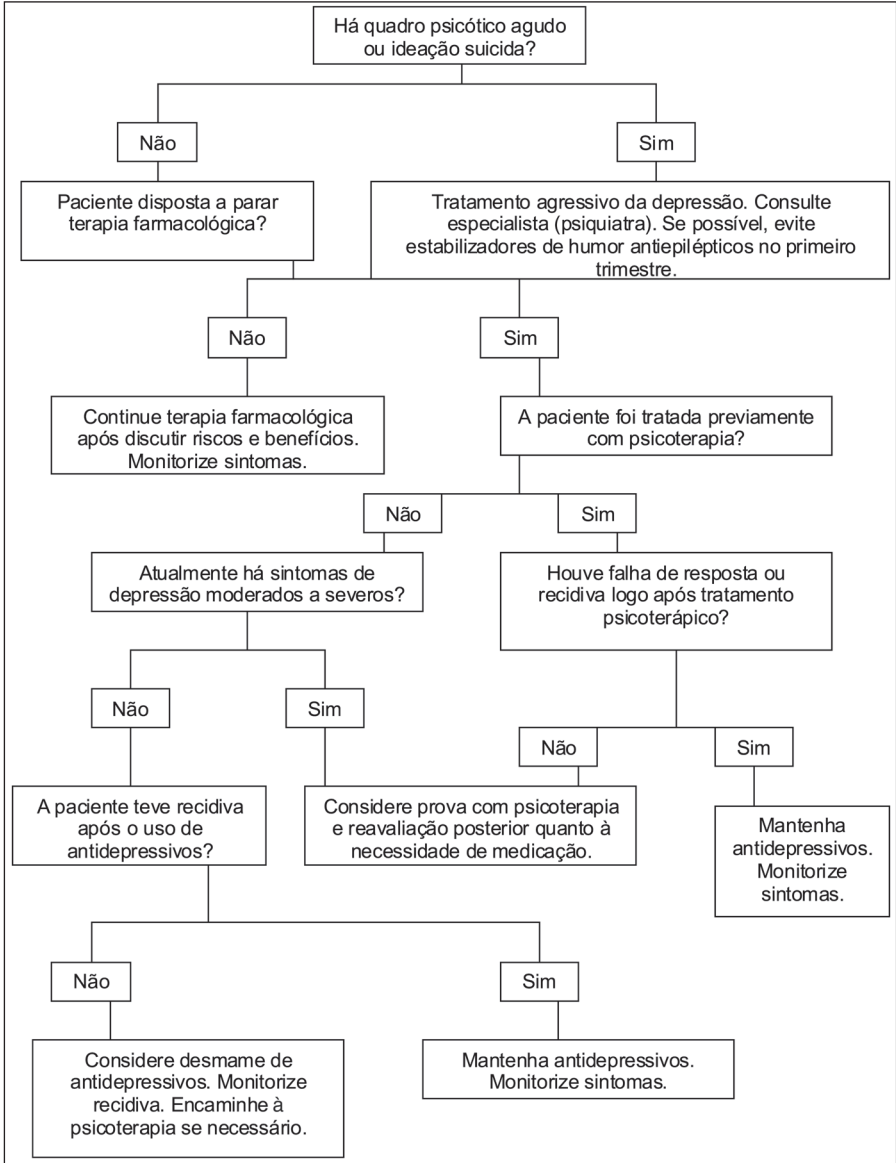 Há quadro psicótico agudo
ou ideação suicida?
Não
Sim
Paciente disposta a parar
terapia farmacológica?
Tratamento agressivo da depressão. Consulte
especialista (psiquiatra). Se possível, evite
estabilizadores de humor antiepilépticos no primeiro
trimestre.
Não
Sim
Continue terapia farmacológica
após discutir riscos e benefícios.
Monitorize sintomas.
A paciente foi tratada previamente
com psicoterapia?
Não
Sim
Atualmente há sintomas de
depressão moderados a severos?
Houve falha de resposta ou
recidiva logo após tratamento
psicoterápico?
Não
Sim
Não
Sim
A paciente teve recidiva
após o uso de
antidepressivos?
Considere prova com psicoterapia
e reavaliação posterior quanto à
necessidade de medicação.
Mantenha
antidepressivos.
Monitorize
sintomas.
Não
Sim
Considere desmame de
antidepressivos. Monitorize
recidiva. Encaminhe à
psicoterapia se necessário.
Mantenha antidepressivos.
Monitorize sintomas.